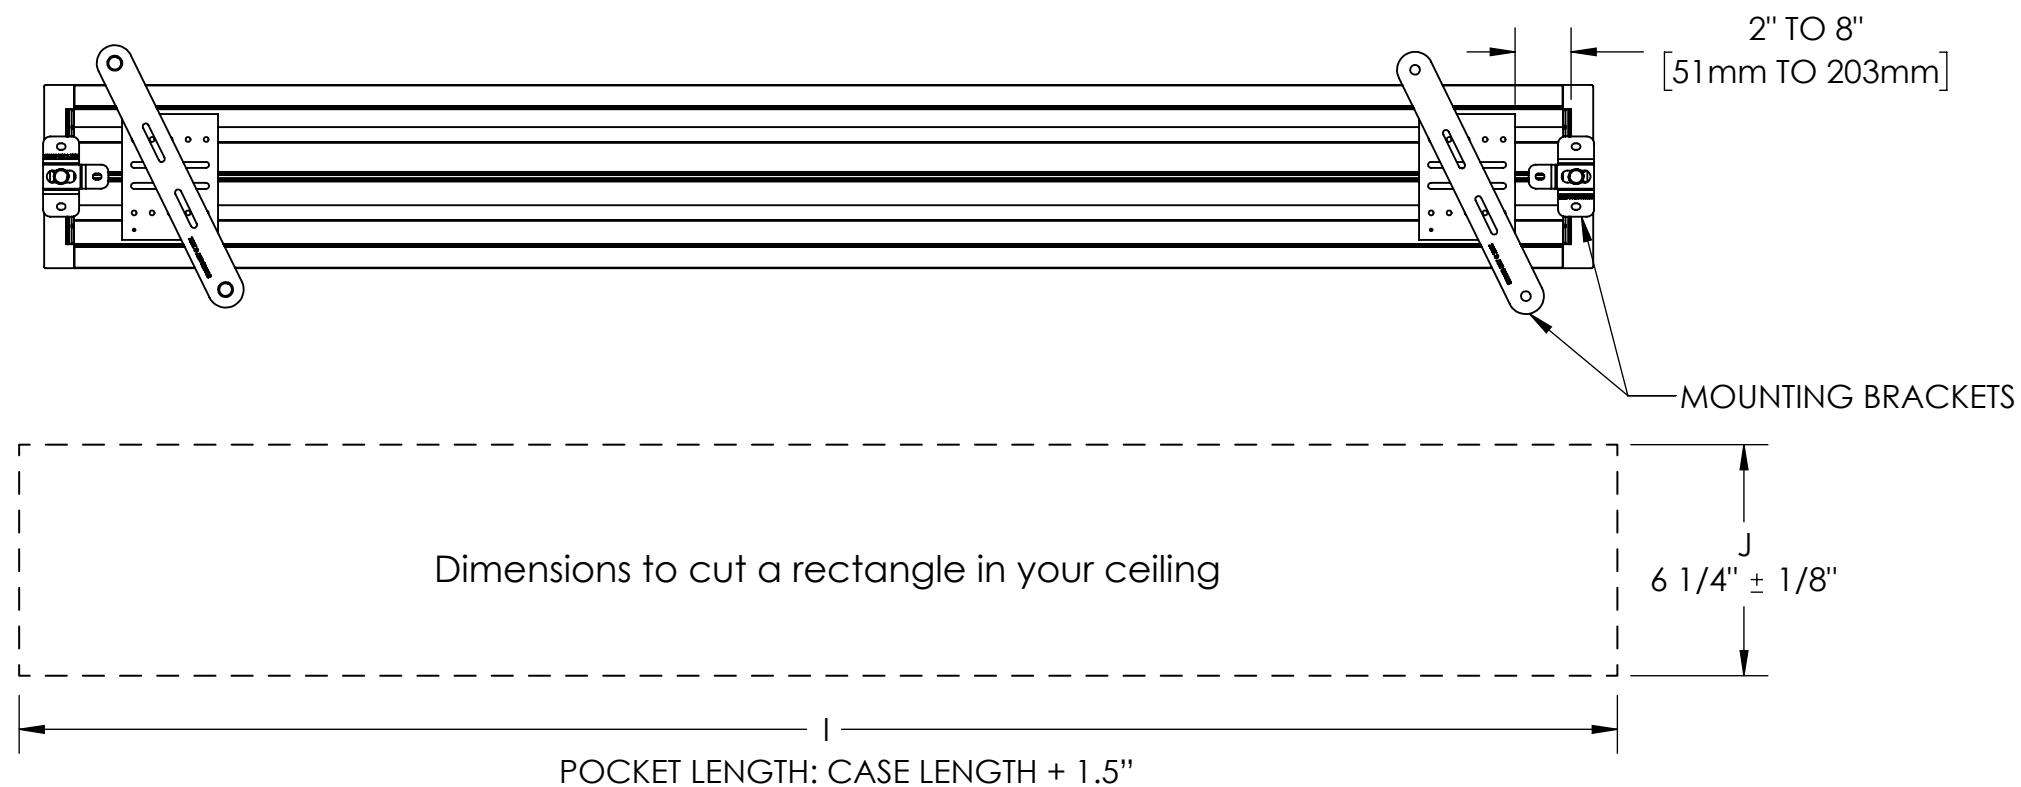 2" TO 8"
[51mm TO 203mm]
MOUNTING BRACKETS
Dimensions to cut a rectangle in your ceiling
J
6 1/4" ± 1/8"
I
POCKET LENGTH: CASE LENGTH + 1.5”